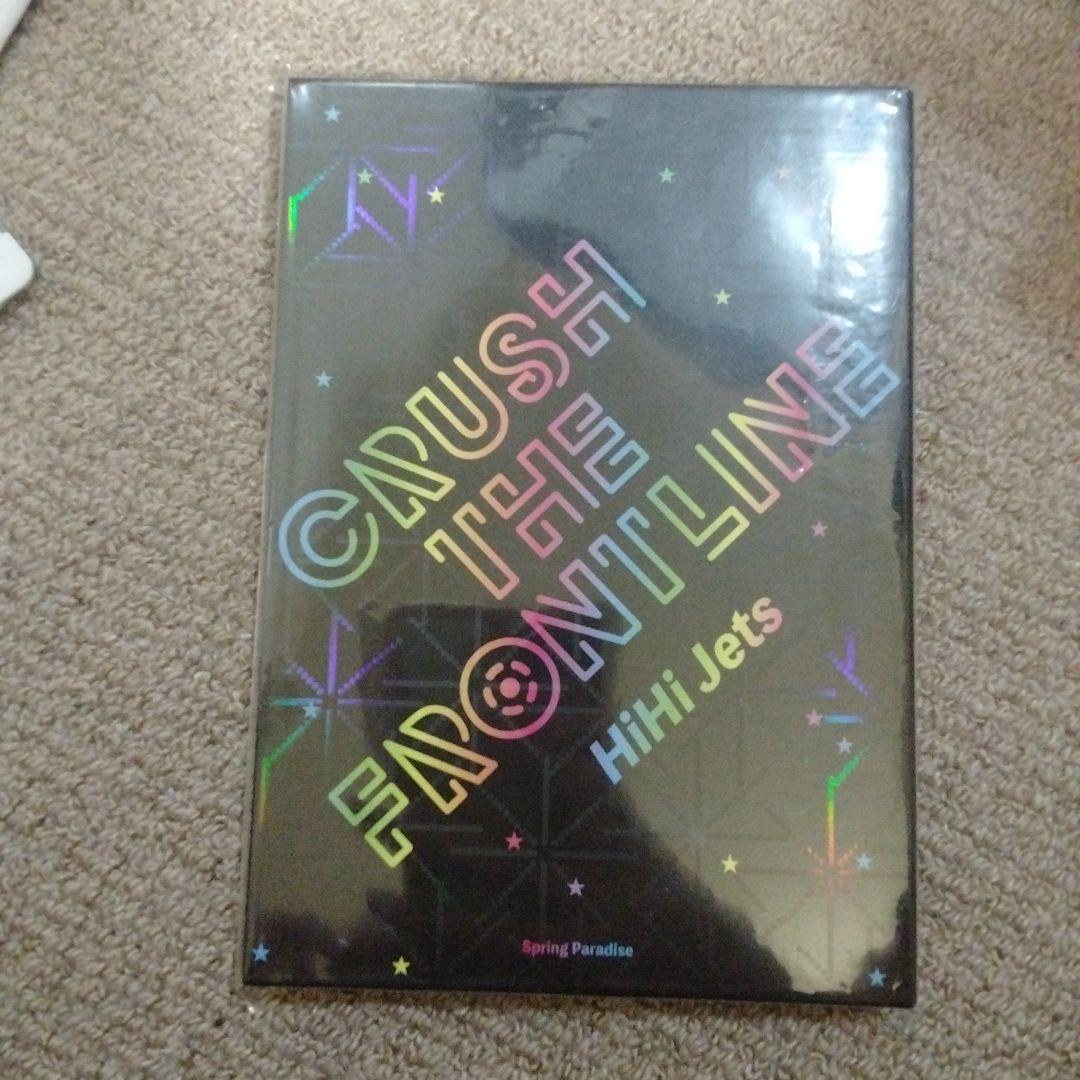 CRUSH
THE
FRONTLINE
HiHi Jets
Spring Paradise